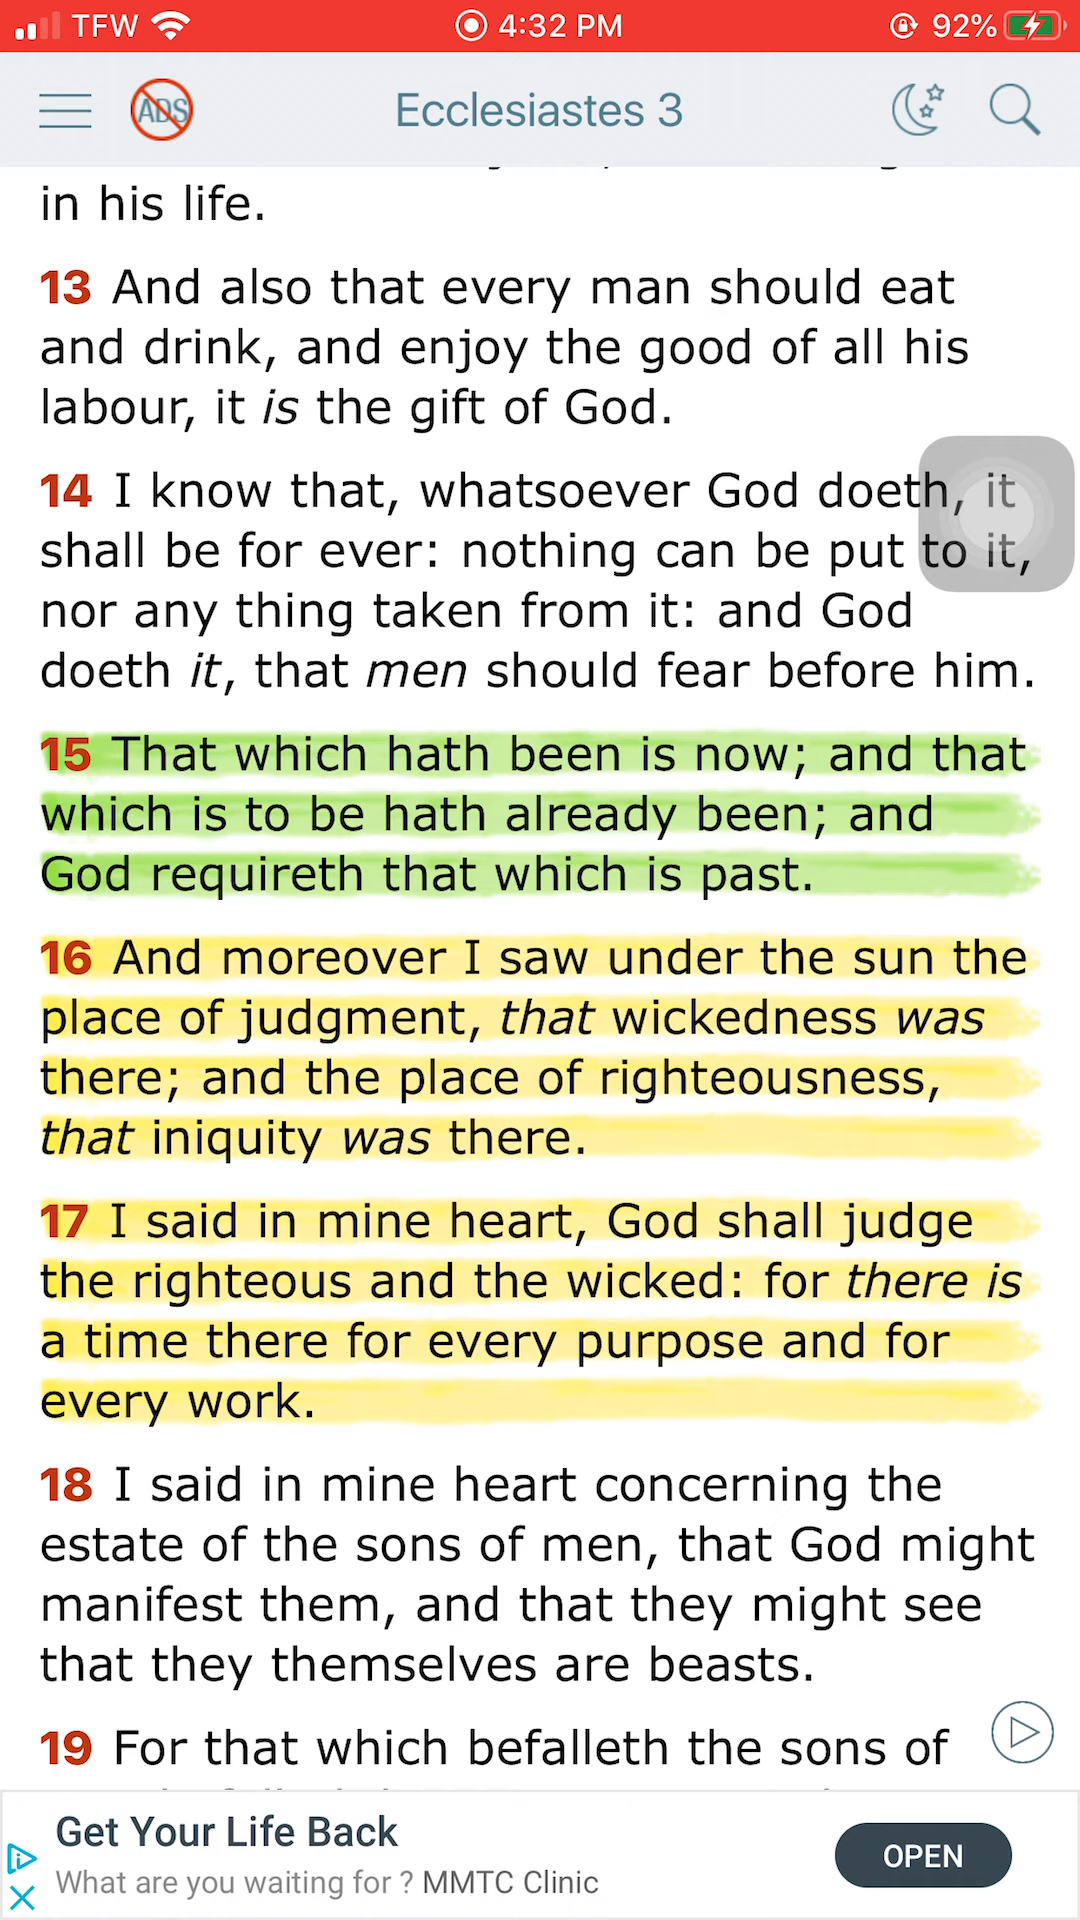 TFW 4:32 PM 92%
ADS Ecclesiastes 3
in his life.
13 And also that every man should eat
and drink, and enjoy the good of all his
labour, it is the gift of God.
14 I know that, whatsoever God doeth, it
shall be for ever: nothing can be put to it,
nor any thing taken from it: and God
doeth it, that men should fear before him.
15 That which hath been is now; and that
which is to be hath already been; and
God requireth that which is past.
16 And moreover I saw under the sun the
place of judgment, that wickedness was
there; and the place of righteousness,
that iniquity was there.
17 I said in mine heart, God shall judge
the righteous and the wicked: for there is
a time there for every purpose and for
every work.
18 I said in mine heart concerning the
estate of the sons of men, that God might
manifest them, and that they might see
that they themselves are beasts.
19 For that which befalleth the sons of
Get Your Life Back
What are you waiting for ? MMTC Clinic
OPEN